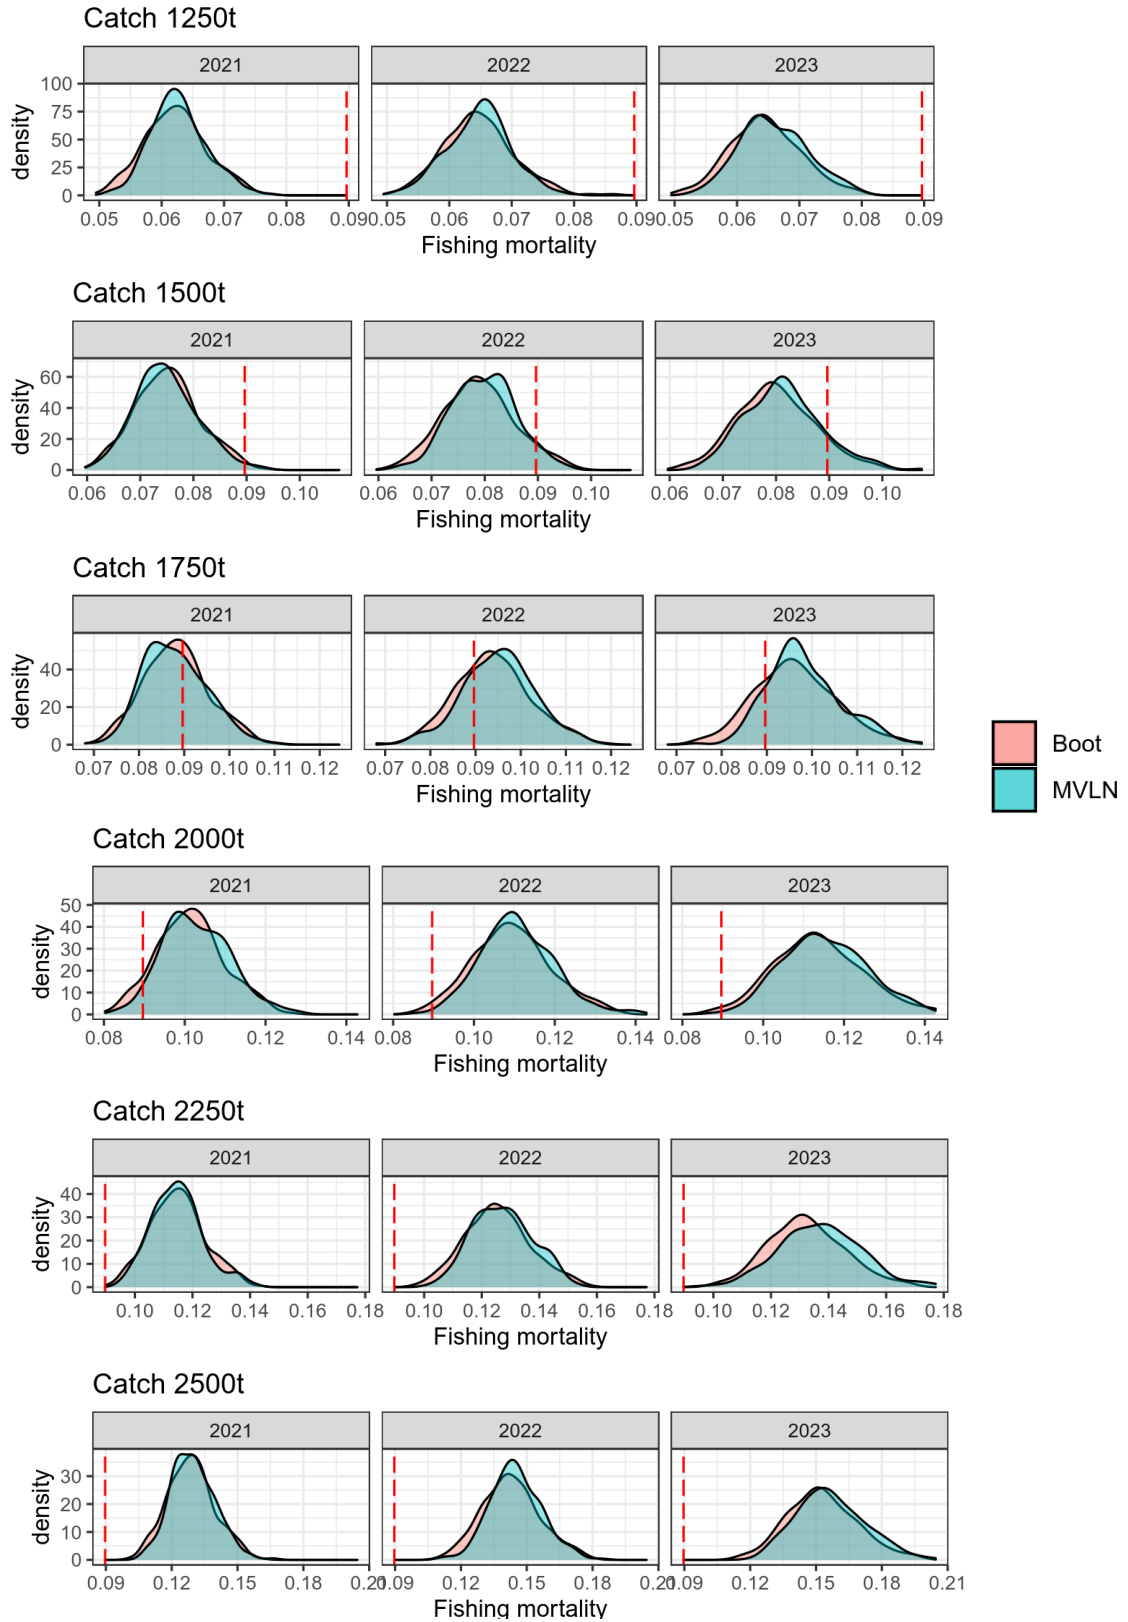 Catch 1250t
2021 2022 2023
density
100
75
50
25
0
0.05 0.06 0.07 0.08 0.09 0.05 0.06 0.07 0.08 0.09 0.05 0.06 0.07 0.08 0.09
Fishing mortality
Catch 1500t
2021 2022 2023
density
60
40
20
0
0.06 0.07 0.08 0.09 0.10 0.06 0.07 0.08 0.09 0.10 0.06 0.07 0.08 0.09 0.10
Fishing mortality
Catch 1750t
2021 2022 2023
density
40
20
0
0.07 0.08 0.09 0.10 0.11 0.12 0.07 0.08 0.09 0.10 0.11 0.12 0.07 0.08 0.09 0.10 0.11 0.12
Fishing mortality
Boot
MVLN
Catch 2000t
2021 2022 2023
density
50
40
30
20
10
0
0.08 0.10 0.12 0.14 0.08 0.10 0.12 0.14 0.08 0.10 0.12 0.14
Fishing mortality
Catch 2250t
2021 2022 2023
density
40
30
20
10
0
0.10 0.12 0.14 0.16 0.18 0.10 0.12 0.14 0.16 0.18 0.10 0.12 0.14 0.16 0.18
Fishing mortality
Catch 2500t
2021 2022 2023
density
30
20
10
0
0.09 0.12 0.15 0.18 0.21 0.09 0.12 0.15 0.18 0.21 0.09 0.12 0.15 0.18 0.21
Fishing mortality